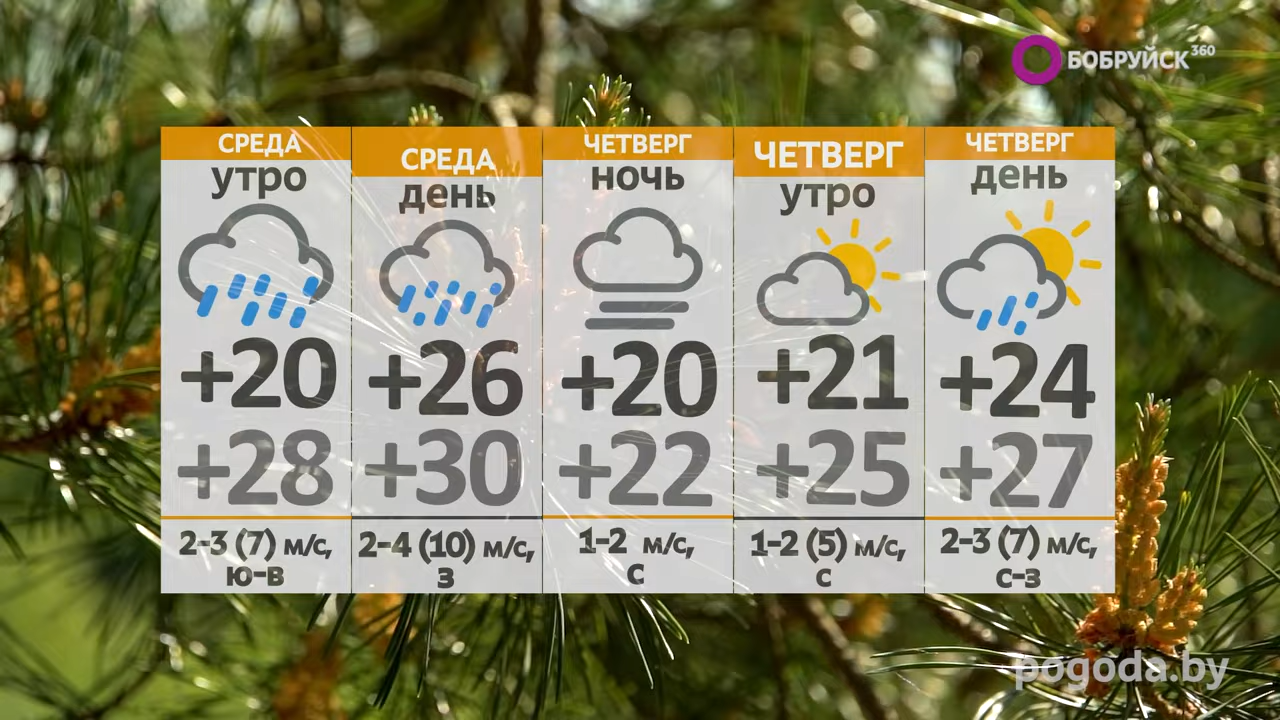 БОБРУЙСК360
СРЕДА
утро
+20
+28
2-3 (7) м/с,
ю-в
СРЕДА
день
+26
+30
2-4 (10) м/с,
з
ЧЕТВЕРГ
ночь
+20
+22
1-2 м/с,
с
ЧЕТВЕРГ
утро
+21
+25
1-2 (5) м/с,
с
ЧЕТВЕРГ
день
+24
+27
2-3 (7) м/с,
с-з
pogoda.by